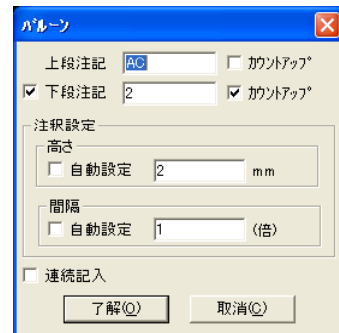 ﾊﾞﾙｰﾝ
上段注記 AC ｶｳﾝﾄｱｯﾌﾟ
下段注記 2 ｶｳﾝﾄｱｯﾌﾟ
注釈設定
高さ
自動設定 2 mm
間隔
自動設定 1 (倍)
連続記入
了解(O) 取消(C)